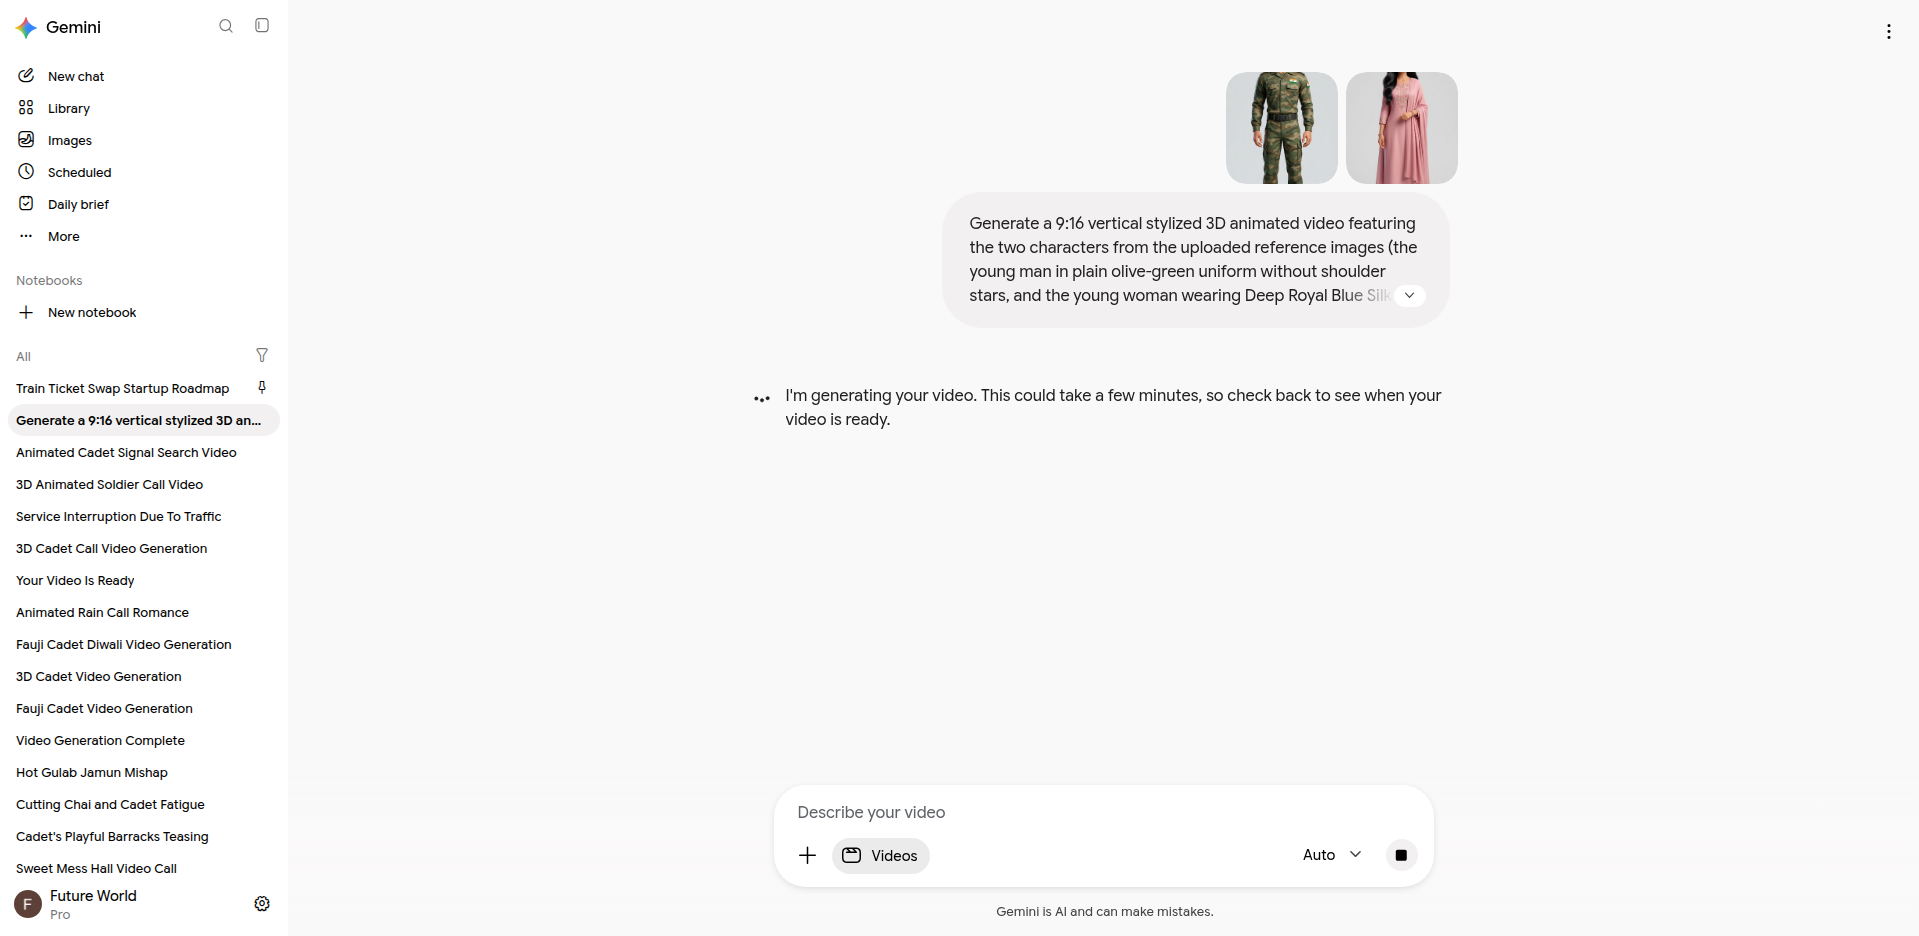 Gemini
New chat
Library
Images
Scheduled
Daily brief
More
Notebooks
New notebook
All
Train Ticket Swap Startup Roadmap
Generate a 9:16 vertical stylized 3D an...
Animated Cadet Signal Search Video
3D Animated Soldier Call Video
Service Interruption Due To Traffic
3D Cadet Call Video Generation
Your Video Is Ready
Animated Rain Call Romance
Fauji Cadet Diwali Video Generation
3D Cadet Video Generation
Fauji Cadet Video Generation
Video Generation Complete
Hot Gulab Jamun Mishap
Cutting Chai and Cadet Fatigue
Cadet's Playful Barracks Teasing
Sweet Mess Hall Video Call
F
Future World
Pro
Generate a 9:16 vertical stylized 3D animated video featuring
the two characters from the uploaded reference images (the
young man in plain olive-green uniform without shoulder
stars, and the young woman wearing Deep Royal Blue Silk
I'm generating your video. This could take a few minutes, so check back to see when your
video is ready.
Describe your video
Videos
Auto
Gemini is AI and can make mistakes.